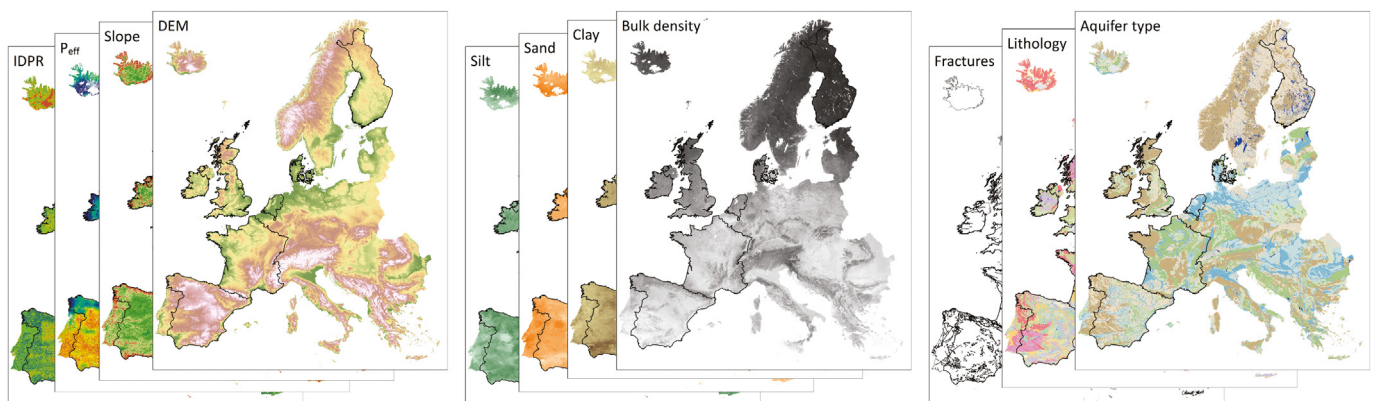 IDPR
Peff
Slope
DEM
Silt
Sand
Clay
Bulk density
Fractures
Lithology
Aquifer type